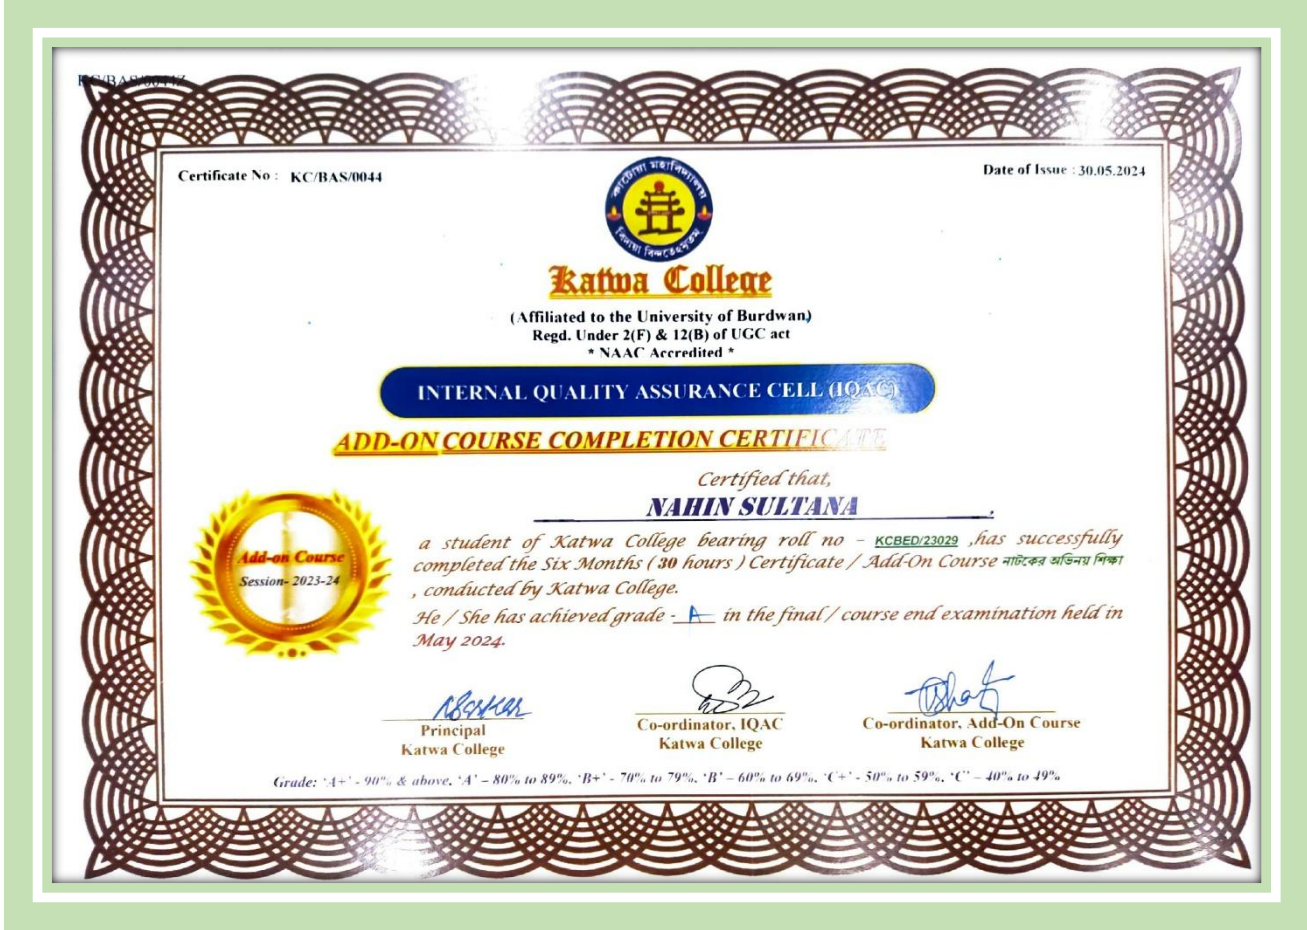 KC/BAS/0044
Certificate No : KC/BAS/0044
Date of Issue : 30.05.2024
কাটোয়া মহাবিদ্যালয়
Katwa College
(Affiliated to the University of Burdwan)
Regd. Under 2(F) & 12(B) of UGC act
* NAAC Accredited *
INTERNAL QUALITY ASSURANCE CELL (IQAC)
ADD-ON COURSE COMPLETION CERTIFICATE
Certified that,
NAHIN SULTANA ,
Add-on Course
Session- 2023-24
a student of Katwa College bearing roll no – KCBED/23029 ,has successfully
completed the Six Months ( 30 hours ) Certificate / Add-On Course নাটকের অভিনয় শিক্ষা
, conducted by Katwa College.
He / She has achieved grade - A in the final / course end examination held in
May 2024.
Principal
Katwa College
Co-ordinator, IQAC
Katwa College
Co-ordinator, Add-On Course
Katwa College
Grade: 'A+' - 90% & above, 'A' – 80% to 89%, 'B+' - 70% to 79%, 'B' – 60% to 69%, 'C+' - 50% to 59%, 'C' – 40% to 49%